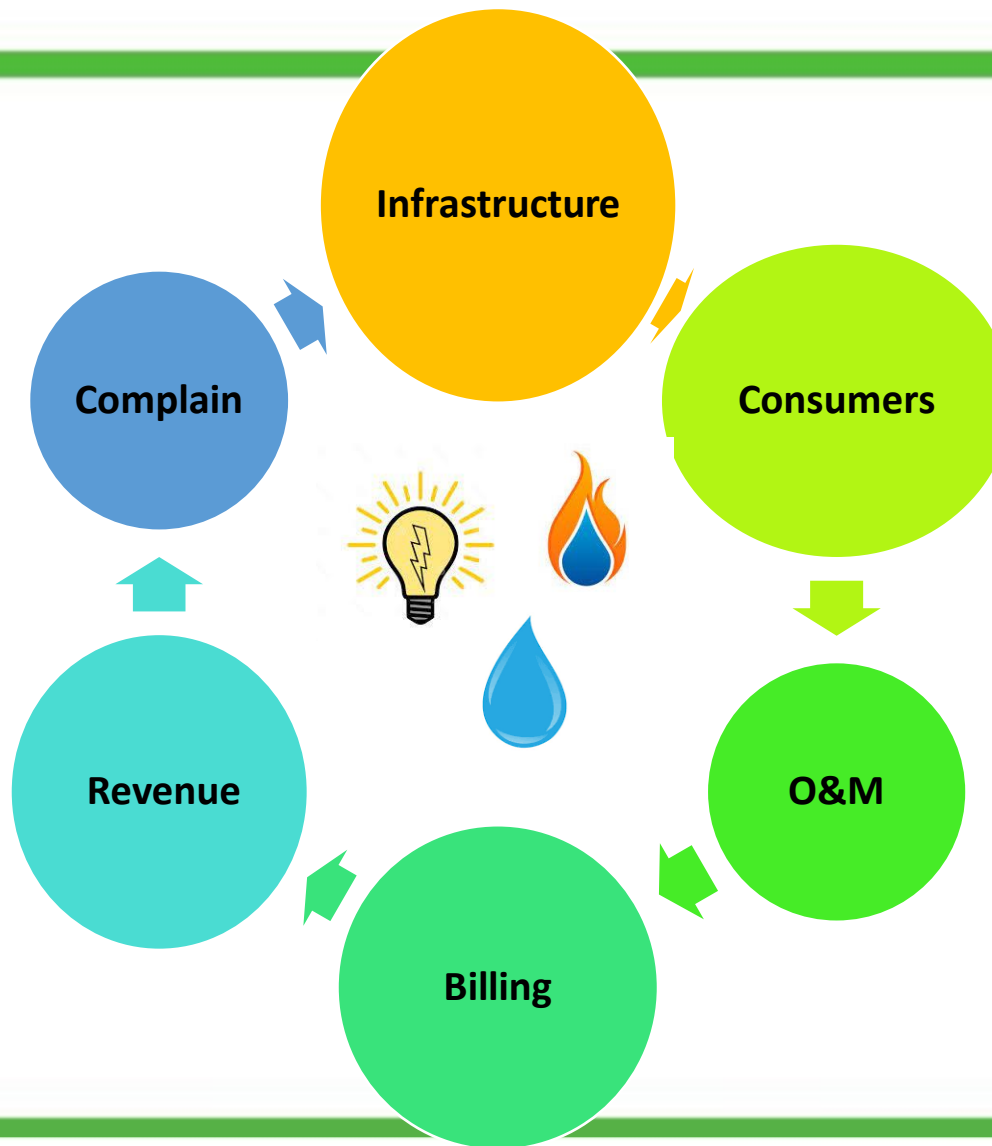 Infrastructure
Consumers
O&M
Billing
Revenue
Complain